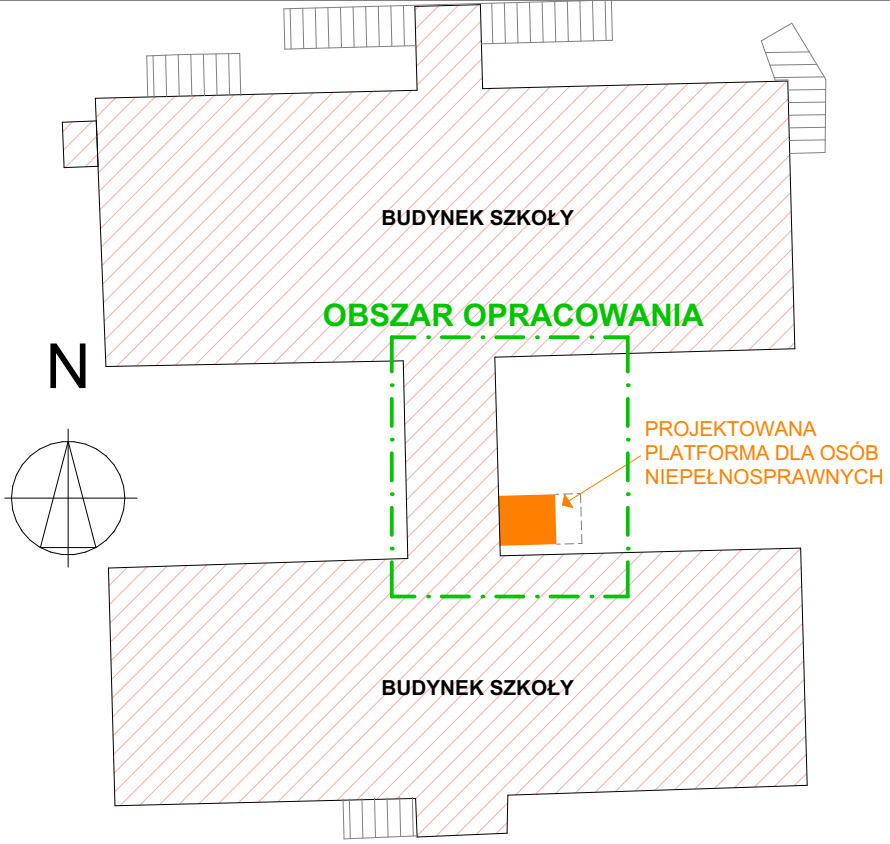 BUDYNEK SZKOŁY
OBSZAR OPRACOWANIA
N
PROJEKTOWANA
PLATFORMA DLA OSÓB
NIEPEŁNOSPRAWNYCH
BUDYNEK SZKOŁY